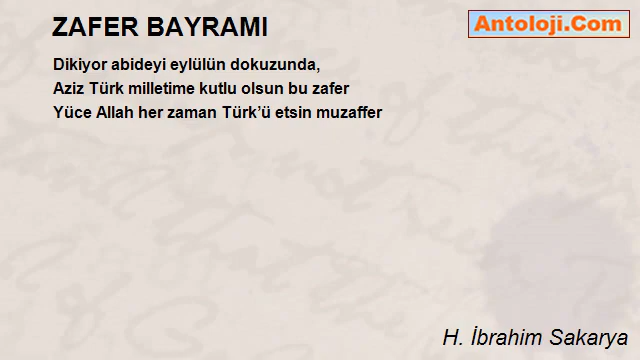 ZAFER BAYRAMI
Antoloji.Com
Dikiyor abideyi eylülün dokuzunda,
Aziz Türk milletime kutlu olsun bu zafer
Yüce Allah her zaman Türk'ü etsin muzaffer
H. İbrahim Sakarya